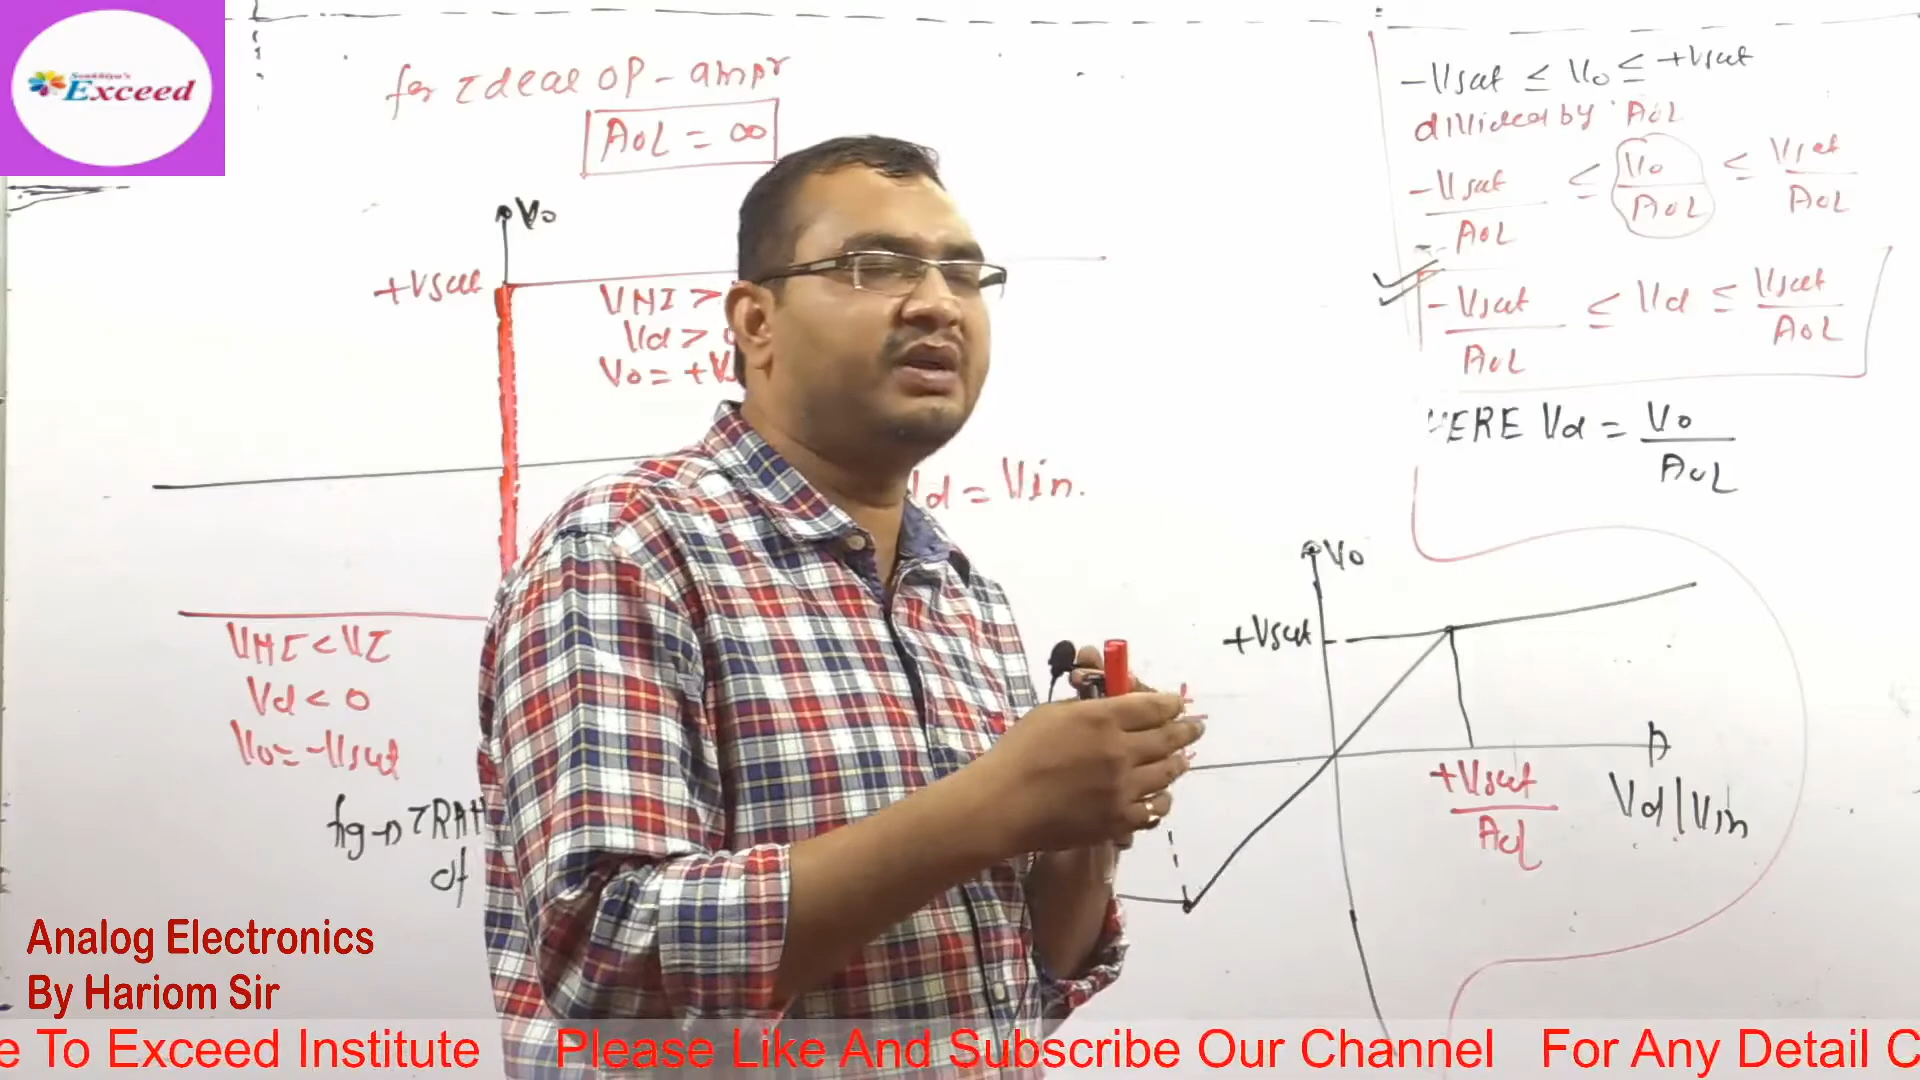 Exceed
for Ideal OP-ampr
AOL = ∞
Vo
+Vsat
VNI >
Vd >
Vo = +Vs
Vd = Vin.
VNI < VI
Vd < 0
Vo = -Vsat
fig→ TRAN
of
-Vsat ≤ Vo ≤ +Vsat
divided by AOL
-Vsat/AOL ≤ Vo/AOL ≤ Vsat/AOL
-Vsat/AOL ≤ Vd ≤ Vsat/AOL
HERE Vd = Vo/AOL
Vo
+Vsat
+Vsat/AOL
Vd|Vin
Analog Electronics
By Hariom Sir
e To Exceed Institute Please Like And Subscribe Our Channel For Any Detail C